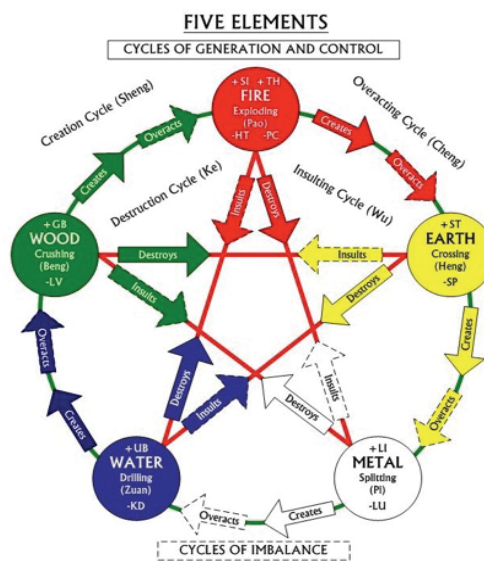 FIVE ELEMENTS
CYCLES OF GENERATION AND CONTROL
Creation Cycle (Sheng)
Overacting Cycle (Cheng)
Destruction Cycle (Ke)
Insulting Cycle (Wu)
+SI +TH
FIRE
Exploding
(Pao)
-HT -PC
Creates
Overacts
Insults
Destroys
Creates
Overacts
+GB
WOOD
Crushing
(Beng)
-LV
Destroys
Insults
Insults
Destroys
+ST
EARTH
Crossing
(Heng)
-SP
Overacts
Creates
Destroys
Insults
Destroys
Insults
Creates
Overacts
+UB
WATER
Drilling
(Zuan)
-KD
+LI
METAL
Splitting
(Pi)
-LU
Overacts
Creates
CYCLES OF IMBALANCE